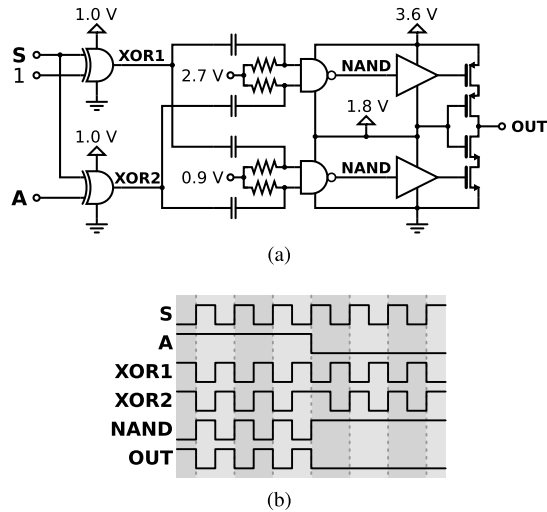 1.0 V
3.6 V
S
XOR1
NAND
1
2.7 V
1.0 V
1.8 V
OUT
XOR2
NAND
0.9 V
A
(a)
S
A
XOR1
XOR2
NAND
OUT
(b)